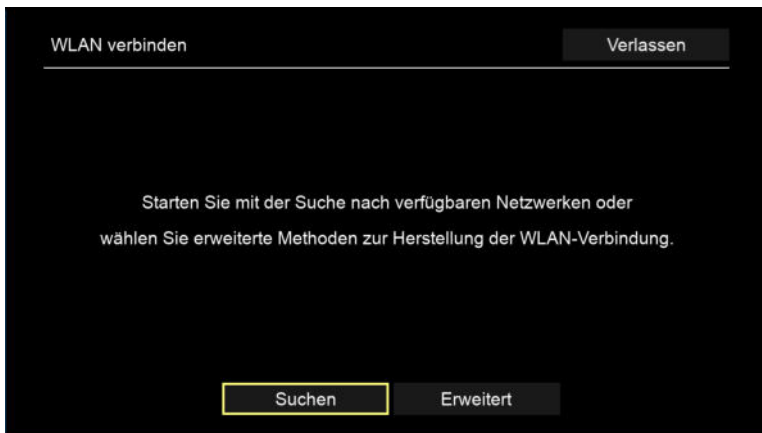 WLAN verbinden
Verlassen
Starten Sie mit der Suche nach verfügbaren Netzwerken oder
wählen Sie erweiterte Methoden zur Herstellung der WLAN-Verbindung.
Suchen
Erweitert